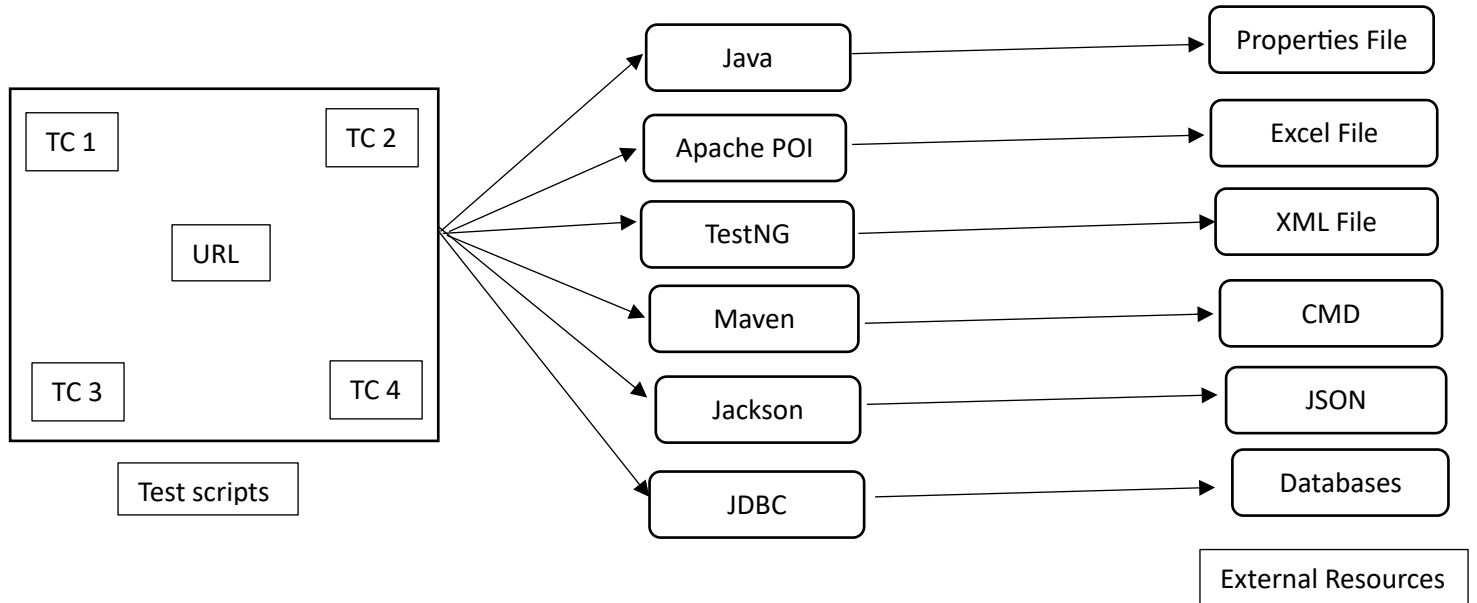 Java
Properties File
TC 1
TC 2
Apache POI
Excel File
URL
TestNG
XML File
Maven
CMD
TC 3
TC 4
Jackson
JSON
Test scripts
JDBC
Databases
External Resources